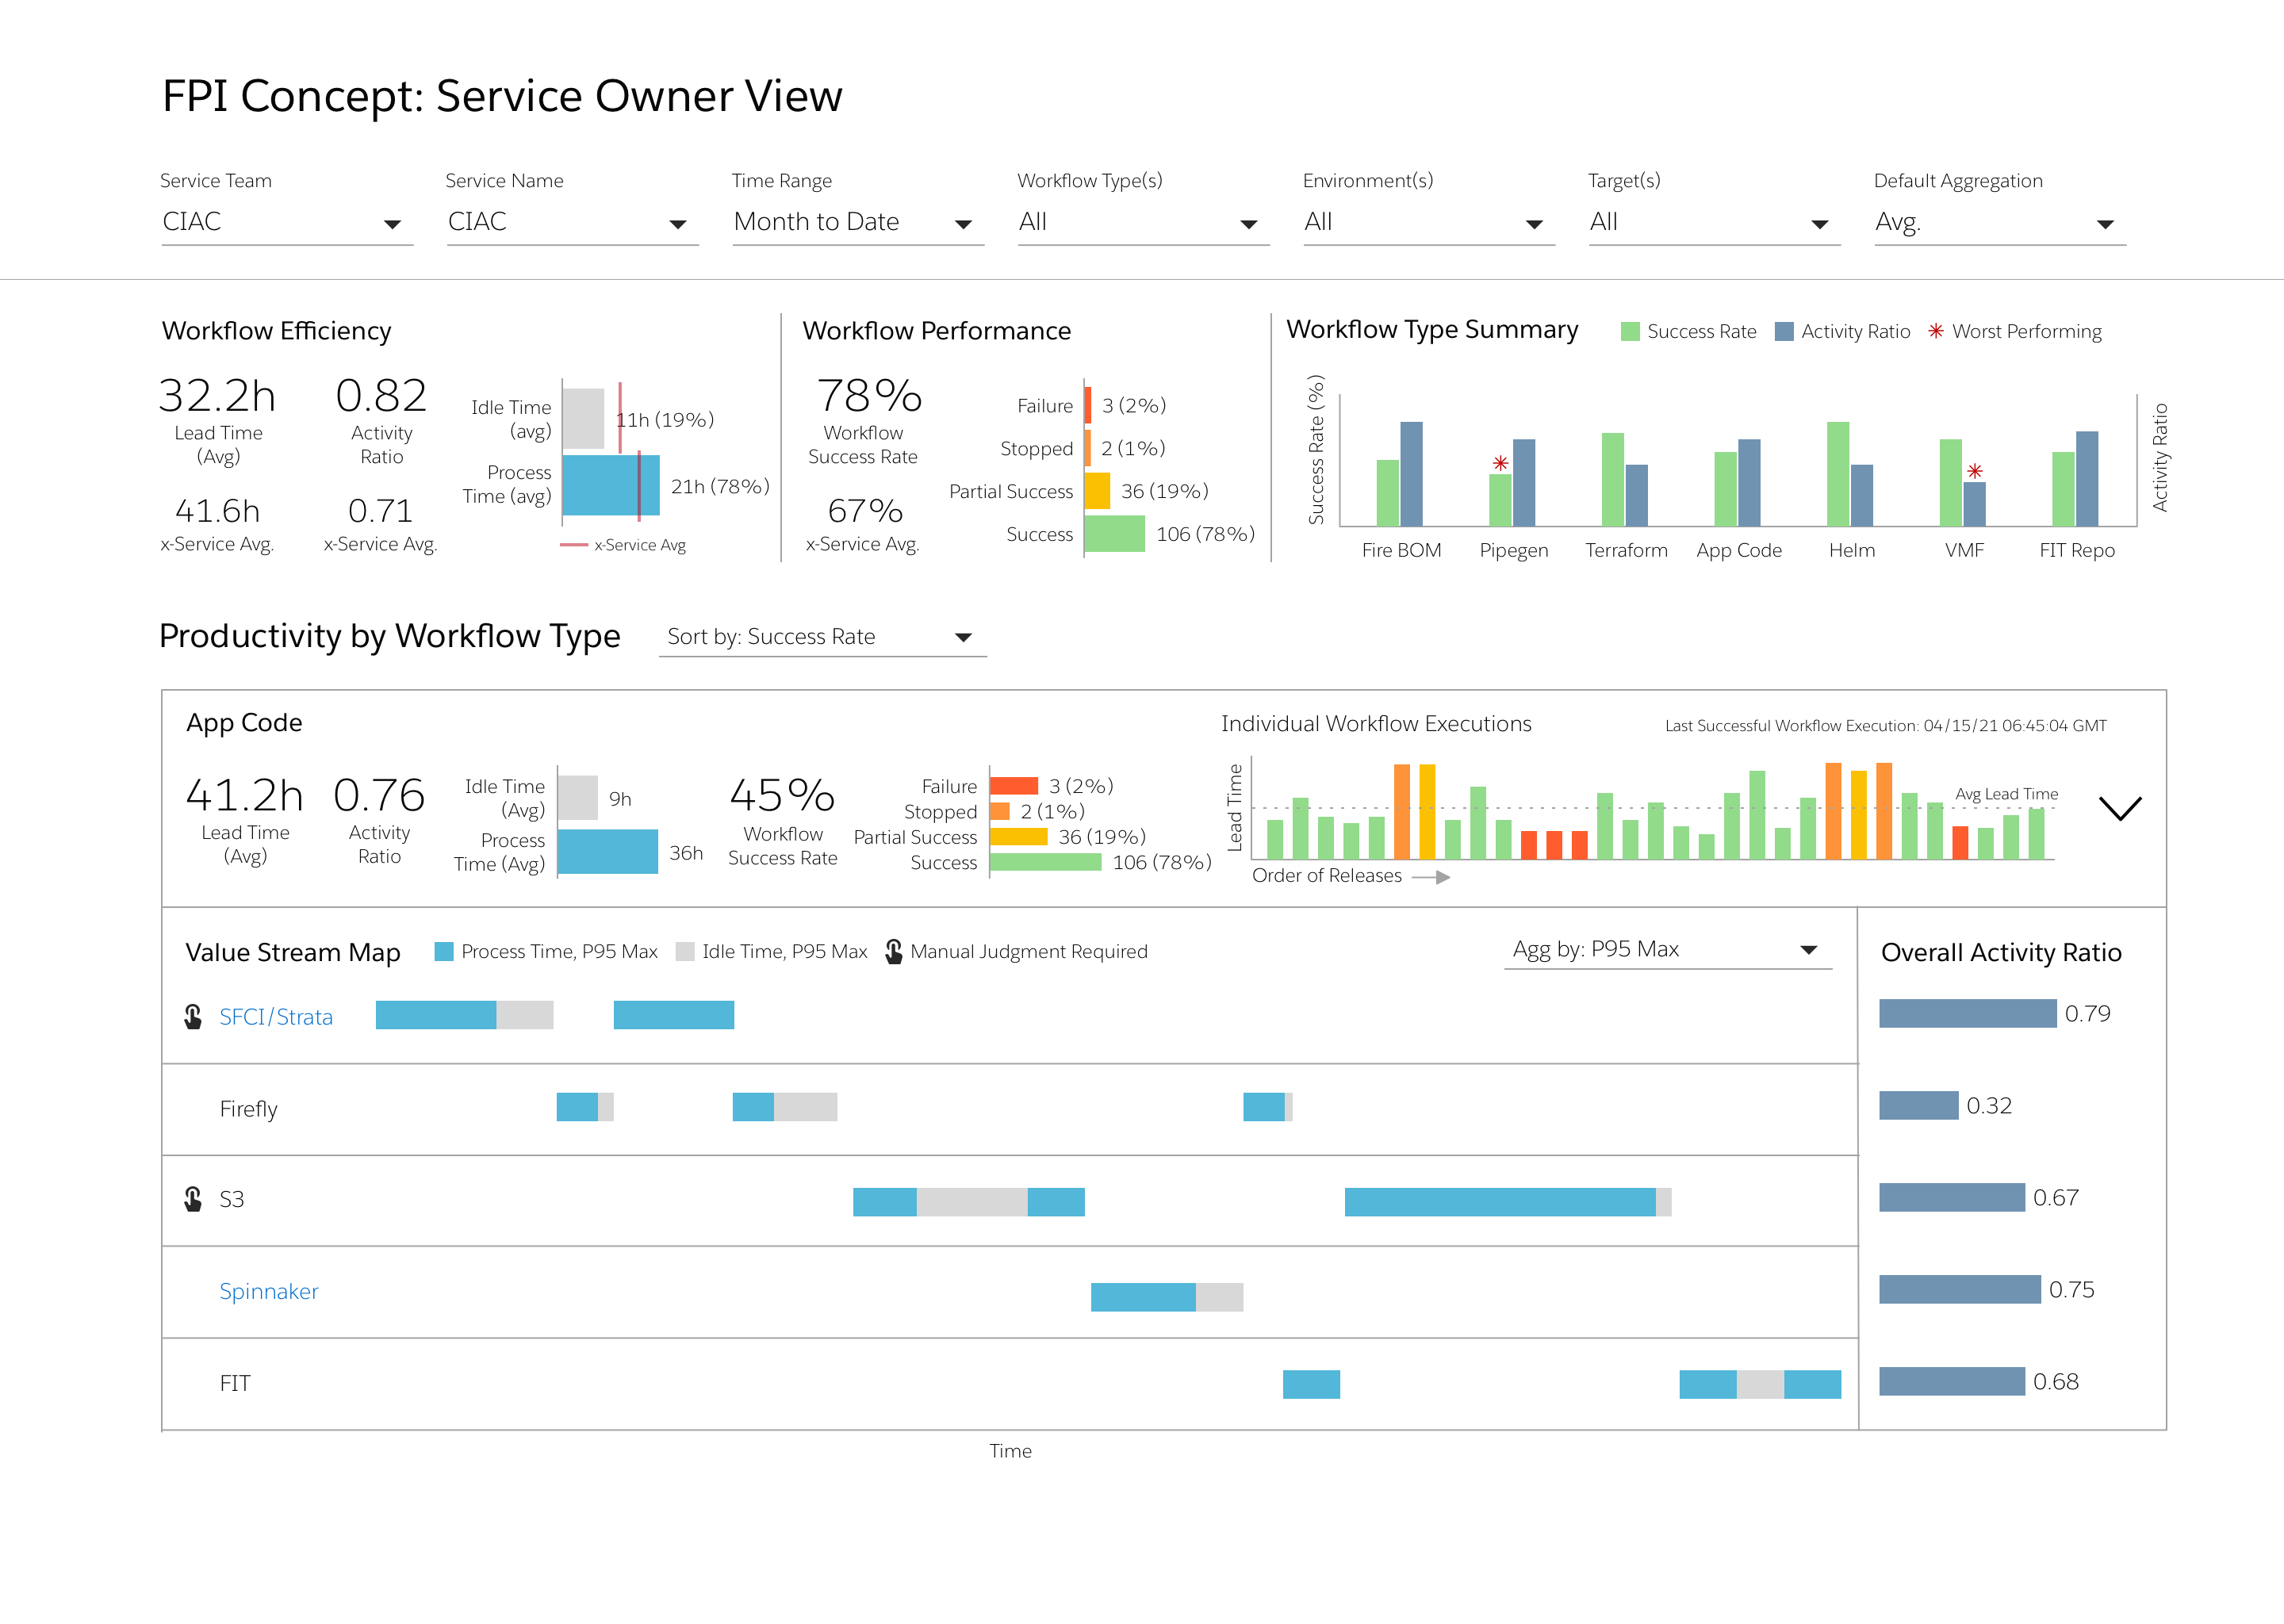 FPI Concept: Service Owner View
Service Team
Service Name
Time Range
Workflow Type(s)
Environment(s)
Target(s)
Default Aggregation
CIAC
CIAC
Month to Date
All
All
All
Avg.
Workflow Efficiency
32.2h
Lead Time
(Avg)
0.82
Activity
Ratio
41.6h
x-Service Avg.
0.71
x-Service Avg.
Idle Time
(avg)
11h (19%)
Process
Time (avg)
21h (78%)
x-Service Avg
Workflow Performance
78%
Workflow
Success Rate
67%
x-Service Avg.
Failure
3 (2%)
Stopped
2 (1%)
Partial Success
36 (19%)
Success
106 (78%)
Workflow Type Summary
Success Rate
Activity Ratio
Worst Performing
Success Rate (%)
Activity Ratio
Fire BOM
Pipegen
Terraform
App Code
Helm
VMF
FIT Repo
Productivity by Workflow Type
Sort by: Success Rate
App Code
41.2h
Lead Time
(Avg)
0.76
Activity
Ratio
Idle Time
(Avg)
9h
Process
Time (Avg)
36h
45%
Workflow
Success Rate
Failure
3 (2%)
Stopped
2 (1%)
Partial Success
36 (19%)
Success
106 (78%)
Individual Workflow Executions
Last Successful Workflow Execution: 04/15/21 06:45:04 GMT
Lead Time
Avg Lead Time
Order of Releases
Value Stream Map
Process Time, P95 Max
Idle Time, P95 Max
Manual Judgment Required
Agg by: P95 Max
Overall Activity Ratio
SFCI/Strata
0.79
Firefly
0.32
S3
0.67
Spinnaker
0.75
FIT
0.68
Time